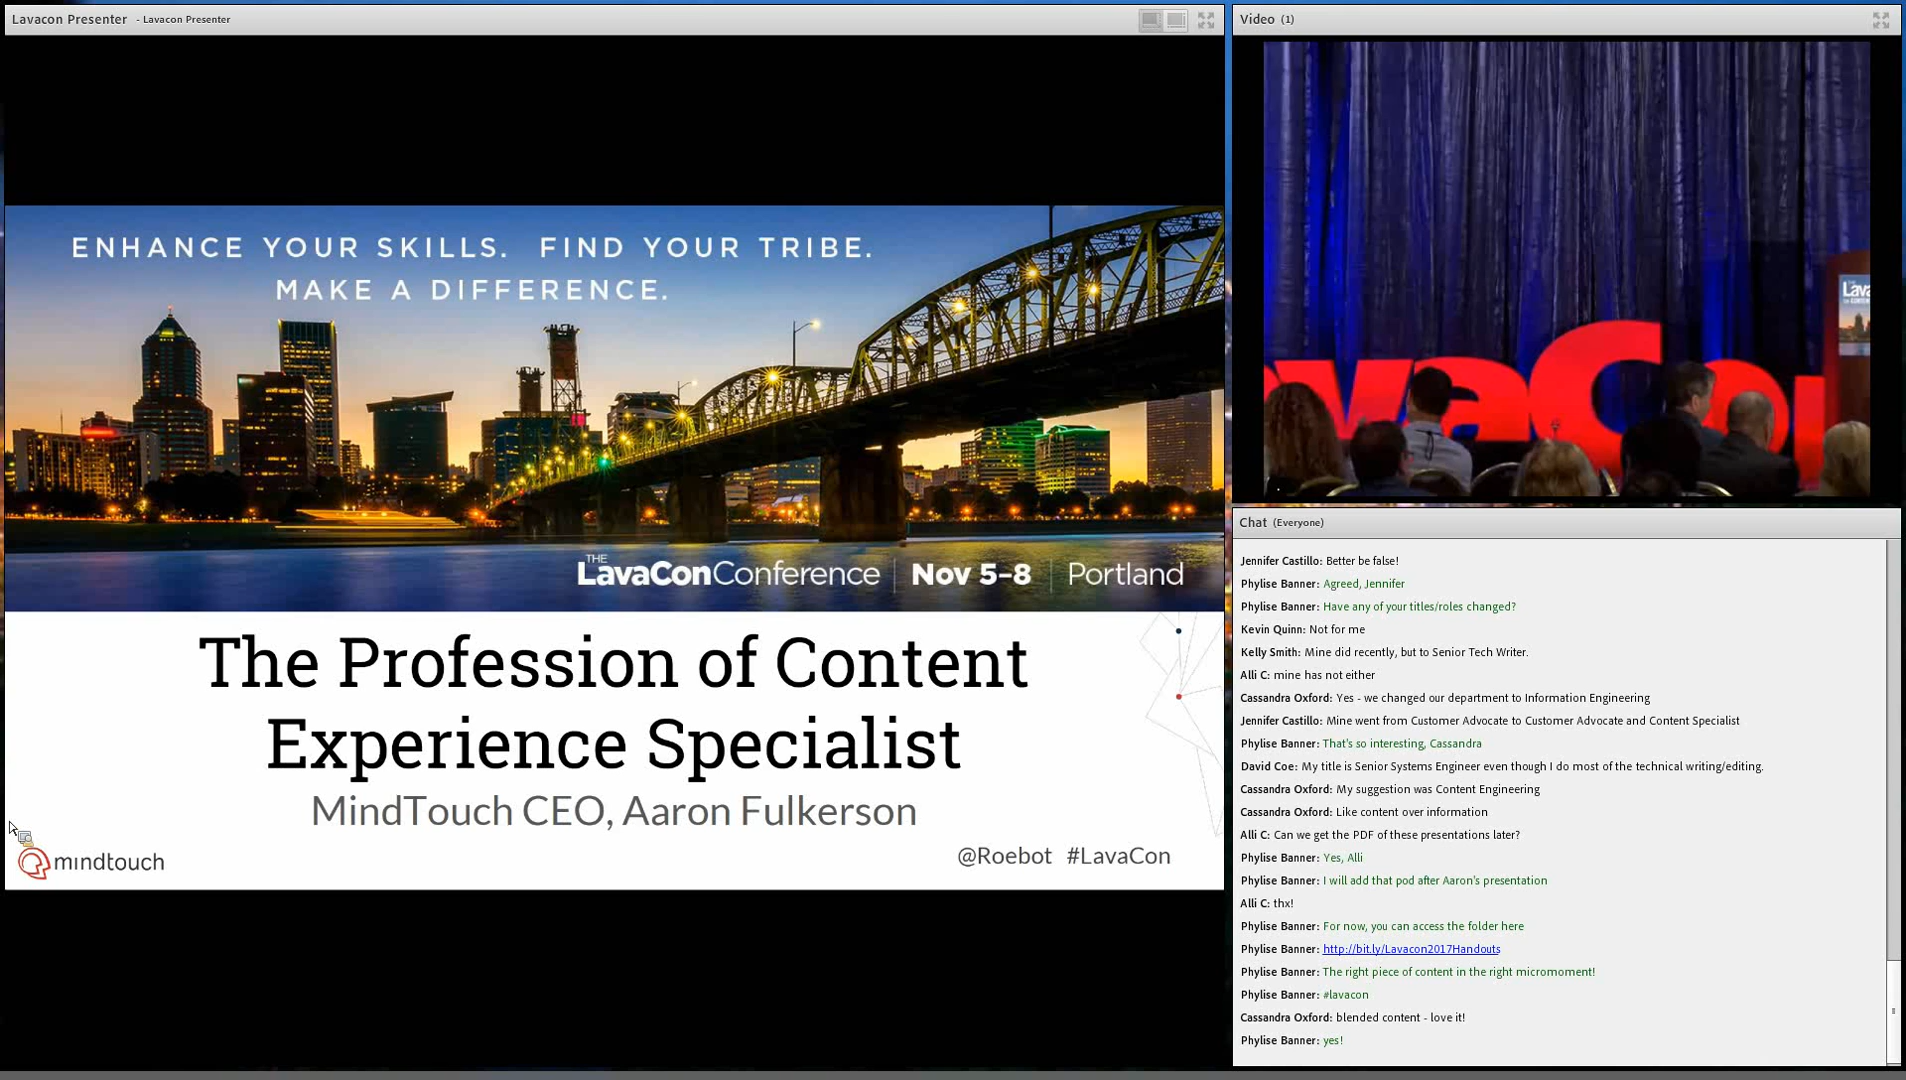 Lavacon Presenter - Lavacon Presenter
ENHANCE YOUR SKILLS. FIND YOUR TRIBE.
MAKE A DIFFERENCE.
THE
LavaConConference | Nov 5-8 | Portland
The Profession of Content
Experience Specialist
MindTouch CEO, Aaron Fulkerson
@Roebot #LavaCon
mindtouch
Video (1)
Lava
vaCon
Chat (Everyone)
Jennifer Castillo: Better be false!
Phylise Banner: Agreed, Jennifer
Phylise Banner: Have any of your titles/roles changed?
Kevin Quinn: Not for me
Kelly Smith: Mine did recently, but to Senior Tech Writer.
Alli C: mine has not either
Cassandra Oxford: Yes - we changed our department to Information Engineering
Jennifer Castillo: Mine went from Customer Advocate to Customer Advocate and Content Specialist
Phylise Banner: That's so interesting, Cassandra
David Coe: My title is Senior Systems Engineer even though I do most of the technical writing/editing.
Cassandra Oxford: My suggestion was Content Engineering
Cassandra Oxford: Like content over information
Alli C: Can we get the PDF of these presentations later?
Phylise Banner: Yes, Alli
Phylise Banner: I will add that pod after Aaron's presentation
Alli C: thx!
Phylise Banner: For now, you can access the folder here
Phylise Banner: http://bit.ly/Lavacon2017Handouts
Phylise Banner: The right piece of content in the right micromoment!
Phylise Banner: #lavacon
Cassandra Oxford: blended content - love it!
Phylise Banner: yes!